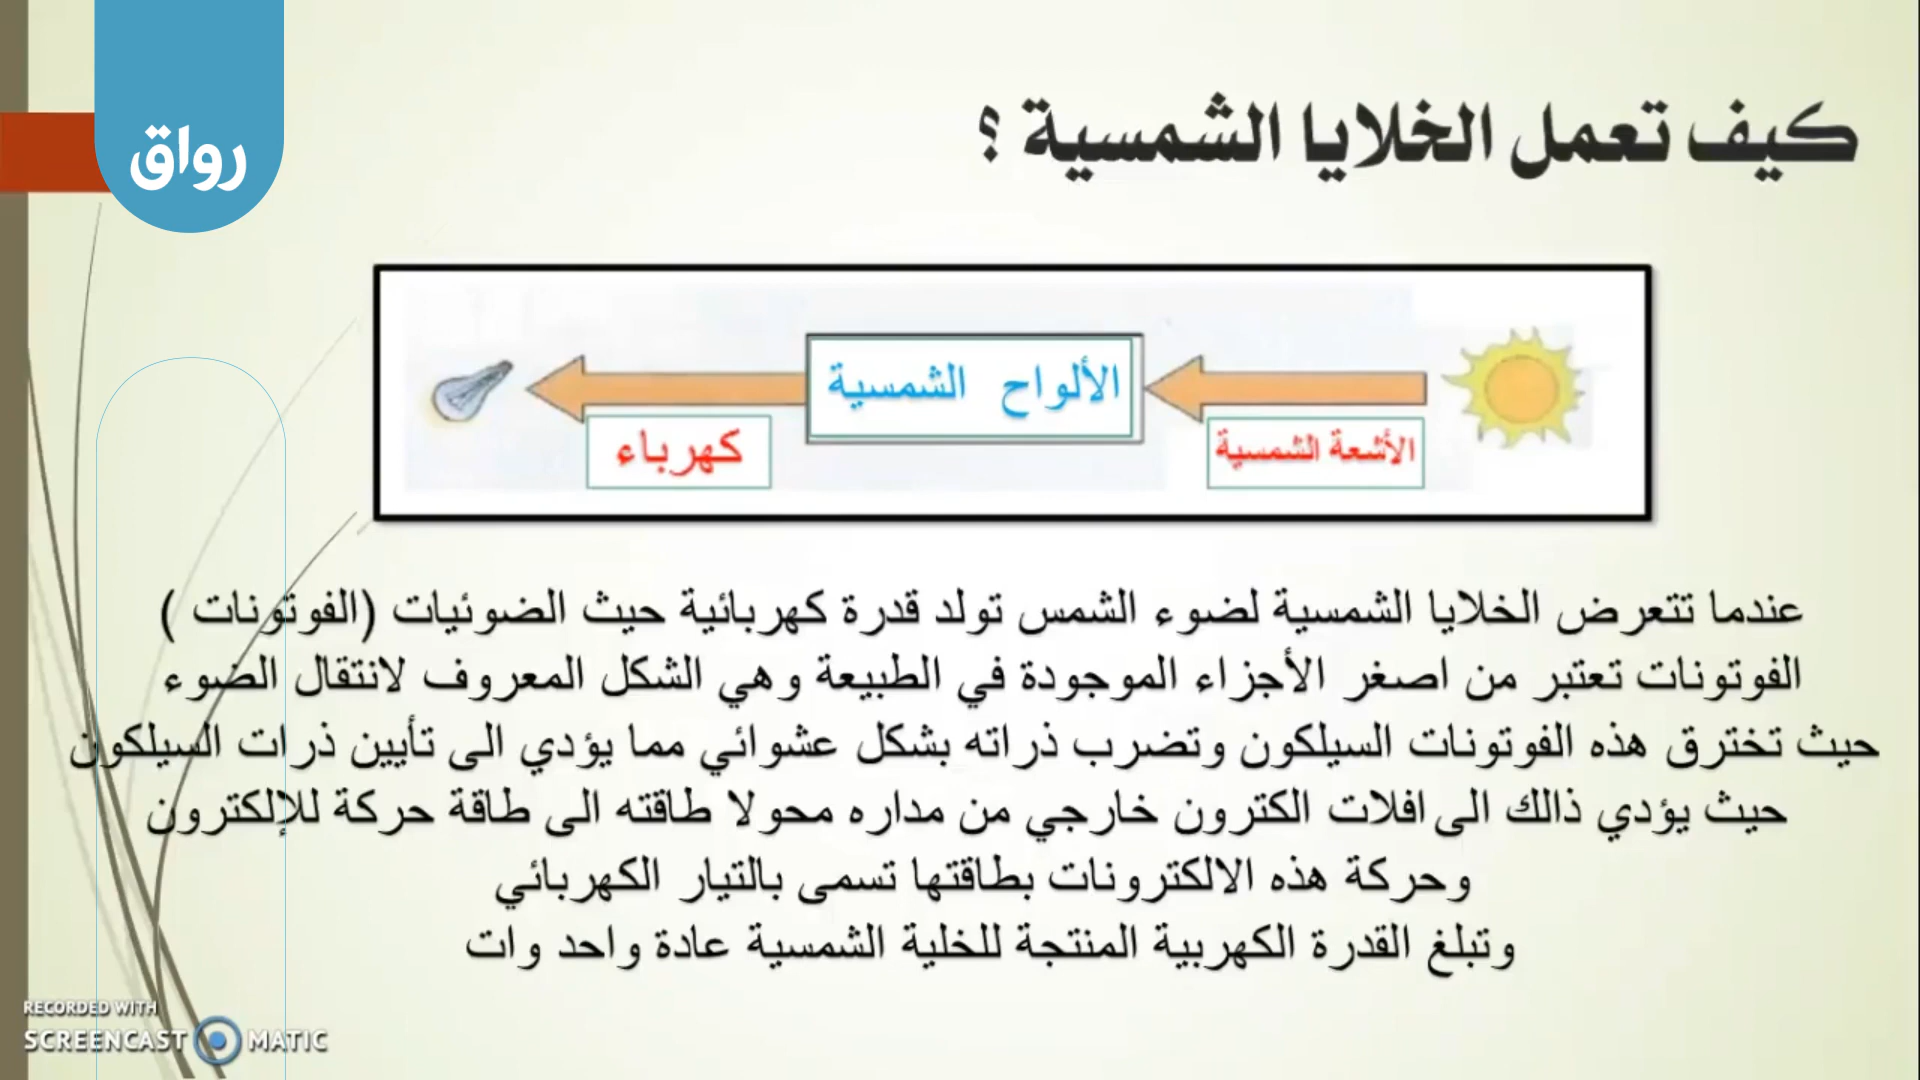 رواق
كيف تعمل الخلايا الشمسية ؟
الألواح الشمسية
الأشعة الشمسية
كهرباء
عندما تتعرض الخلايا الشمسية لضوء الشمس تولد قدرة كهربائية حيث الضوئيات (الفوتونات )
الفوتونات تعتبر من اصغر الأجزاء الموجودة في الطبيعة وهي الشكل المعروف لانتقال الضوء
حيث تخترق هذه الفوتونات السيلكون وتضرب ذراته بشكل عشوائي مما يؤدي الى تأيين ذرات السيلكون
حيث يؤدي ذالك الى افلات الكترون خارجي من مداره محولا طاقته الى طاقة حركة للإلكترون
وحركة هذه الالكترونات بطاقتها تسمى بالتيار الكهربائي
وتبلغ القدرة الكهربية المنتجة للخلية الشمسية عادة واحد وات
RECORDED WITH
SCREENCAST MATIC